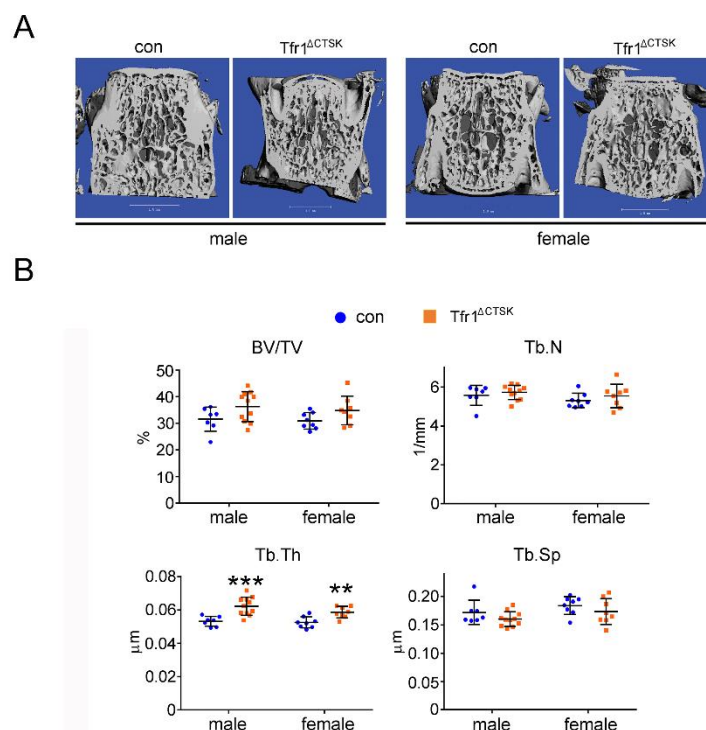 A
con
Tfr1ΔCTSK
con
Tfr1ΔCTSK
male
female
B
con
Tfr1ΔCTSK
BV/TV
50
40
30
20
10
0
%
male
female
Tb.N
6
4
2
0
1/mm
male
female
Tb.Th
***
**
0.08
0.06
0.04
0.02
0
μm
male
female
Tb.Sp
0.20
0.15
0.10
0.05
0
μm
male
female